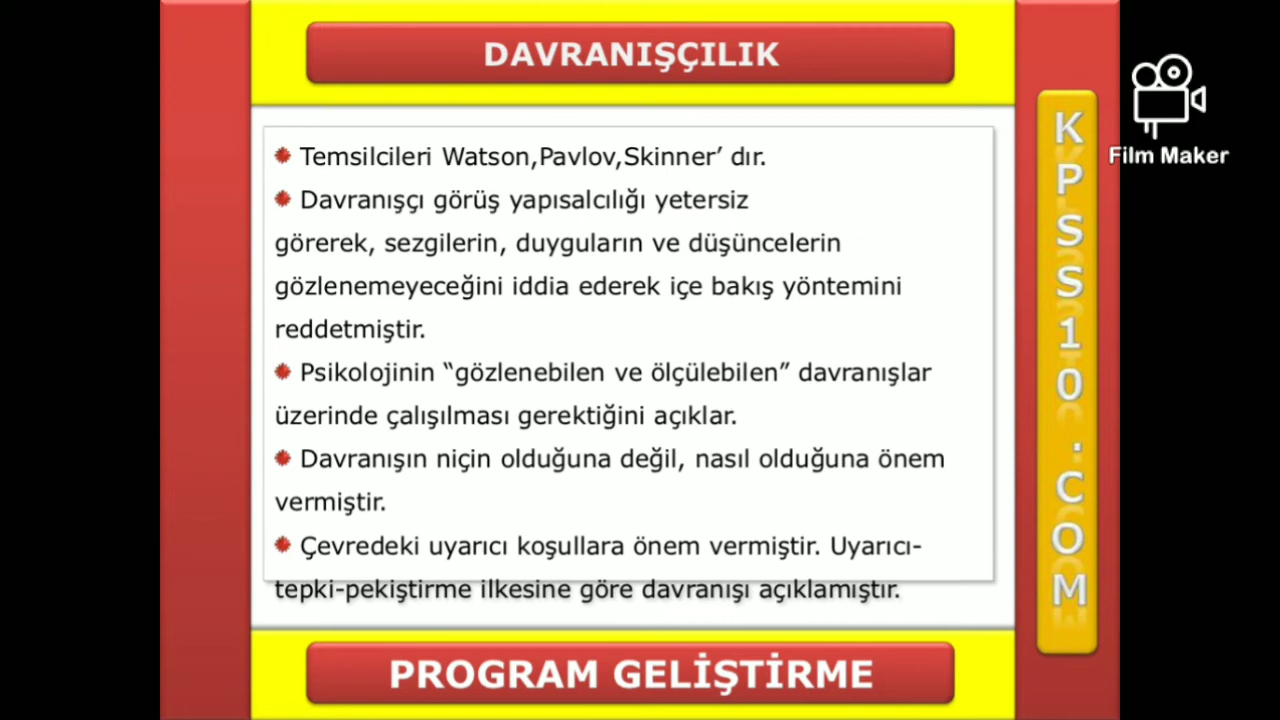 DAVRANIŞÇILIK
Temsilcileri Watson,Pavlov,Skinner’ dır.
Davranışçı görüş yapısalcılığı yetersiz
görerek, sezgilerin, duyguların ve düşüncelerin
gözlenemeyeceğini iddia ederek içe bakış yöntemini
reddetmiştir.
Psikolojinin “gözlenebilen ve ölçülebilen” davranışlar
üzerinde çalışılması gerektiğini açıklar.
Davranışın niçin olduğuna değil, nasıl olduğuna önem
vermiştir.
Çevredeki uyarıcı koşullara önem vermiştir. Uyarıcı-
tepki-pekiştirme ilkesine göre davranışı açıklamıştır.
PROGRAM GELİŞTİRME
KPSS10.COM
Film Maker